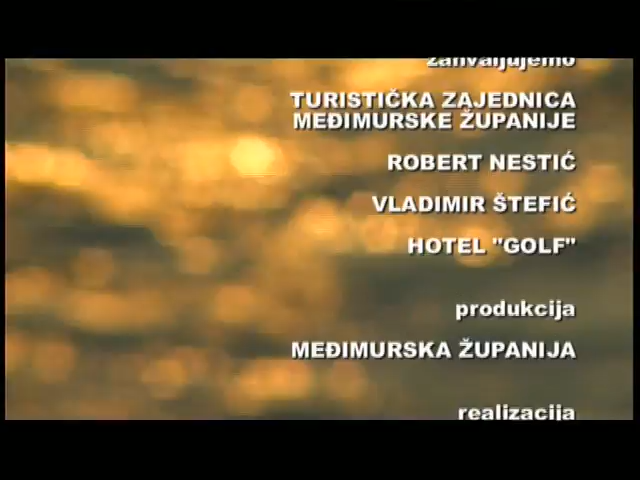 zahvaljujemo
TURISTIČKA ZAJEDNICA
MEĐIMURSKE ŽUPANIJE
ROBERT NESTIĆ
VLADIMIR ŠTEFIĆ
HOTEL "GOLF"
produkcija
MEĐIMURSKA ŽUPANIJA
realizacija